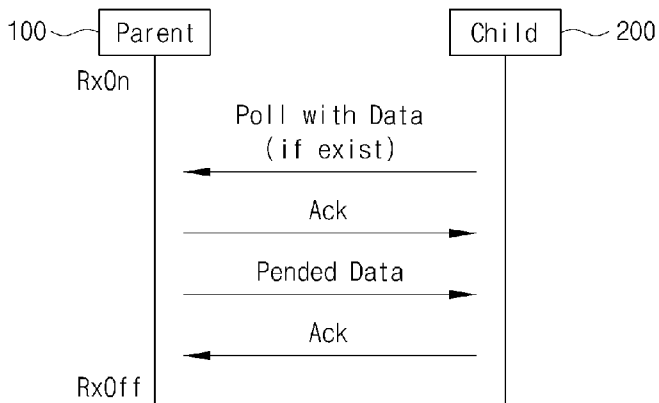 100 Parent Child 200
RxOn
Poll with Data
(if exist)
Ack
Pended Data
Ack
RxOff